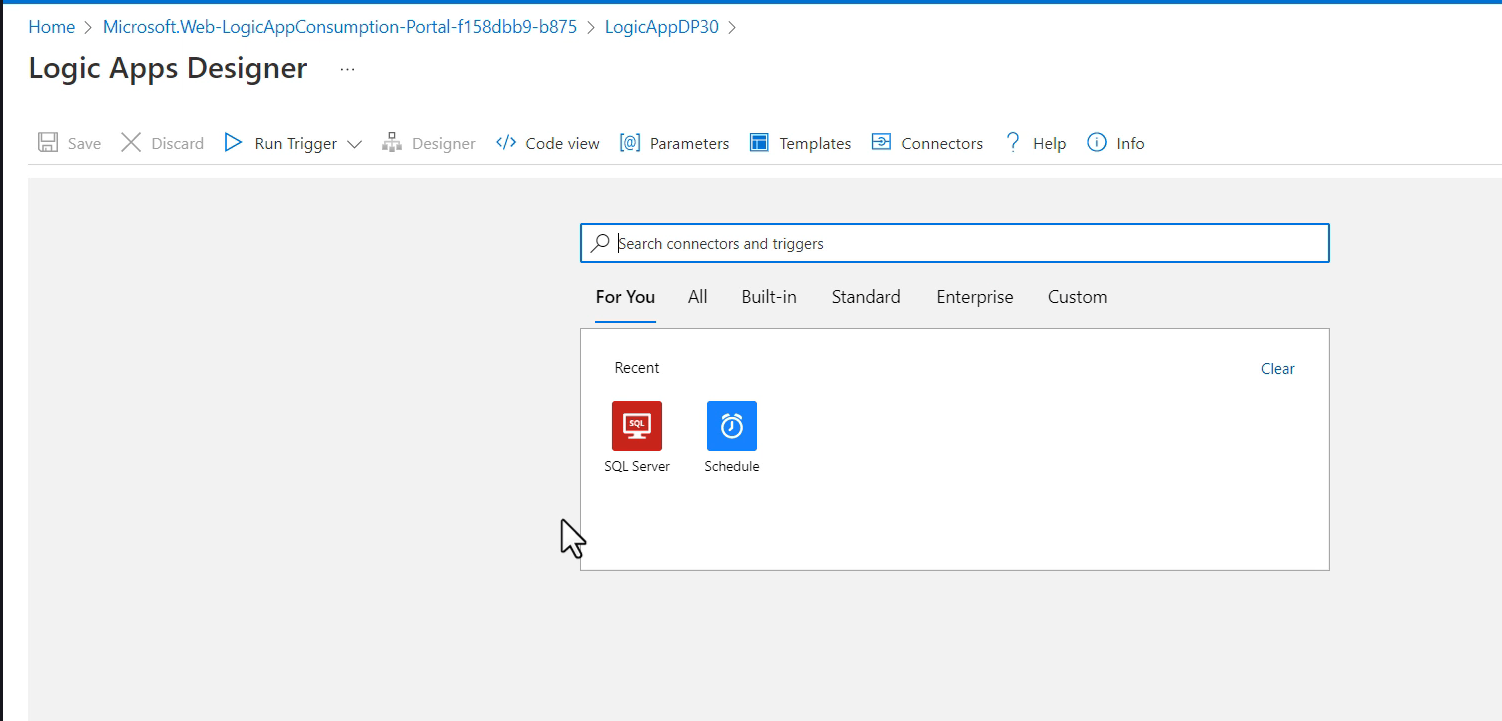 Home > Microsoft.Web-LogicAppConsumption-Portal-f158dbb9-b875 > LogicAppDP30 >
Logic Apps Designer ...
Save Discard Run Trigger Designer </> Code view [@] Parameters Templates Connectors ? Help Info
Search connectors and triggers
For You All Built-in Standard Enterprise Custom
Recent Clear
SQL
SQL Server Schedule